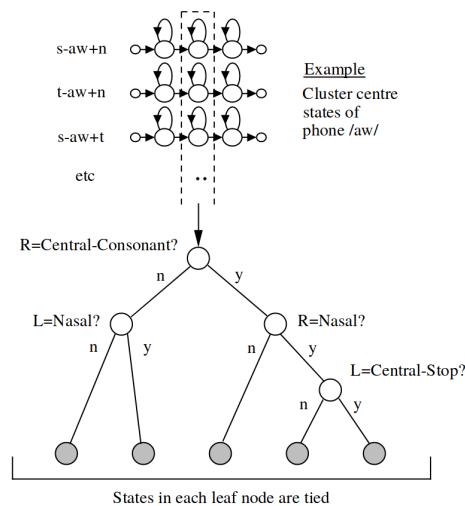 s-aw+n
Example
t-aw+n
Cluster centre
states of
phone /aw/
s-aw+t
etc
..
R=Central-Consonant?
n
y
L=Nasal?
R=Nasal?
n
y
n
y
L=Central-Stop?
n
y
States in each leaf node are tied